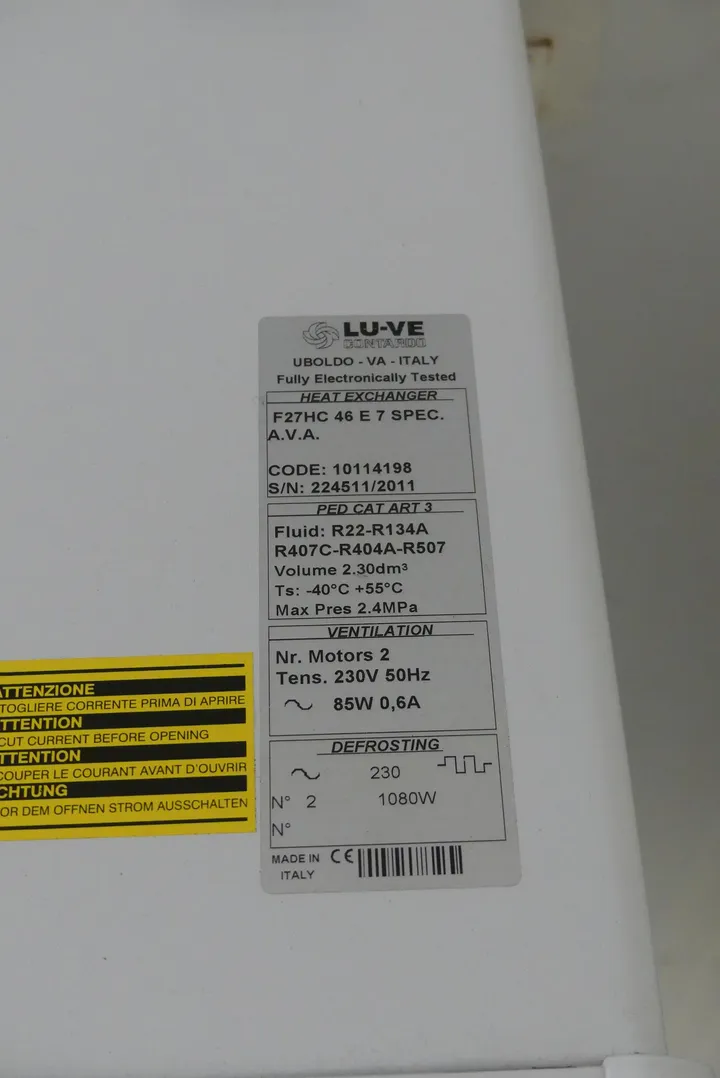 LU-VE
CONTARDO
UBOLDO - VA - ITALY
Fully Electronically Tested
HEAT EXCHANGER
F27HC 46 E 7 SPEC.
A.V.A.
CODE: 10114198
S/N: 224511/2011
PED CAT ART 3
Fluid: R22-R134A
R407C-R404A-R507
Volume 2.30dm³
Ts: -40°C +55°C
Max Pres 2.4MPa
VENTILATION
Nr. Motors 2
Tens. 230V 50Hz
85W 0,6A
DEFROSTING
230
N° 2 1080W
N°
MADE IN CE
ITALY
ATTENZIONE
TOGLIERE CORRENTE PRIMA DI APRIRE
TTENTION
CUT CURRENT BEFORE OPENING
TTENTION
COUPER LE COURANT AVANT D'OUVRIR
CHTUNG
OR DEM OFFNEN STROM AUSSCHALTEN